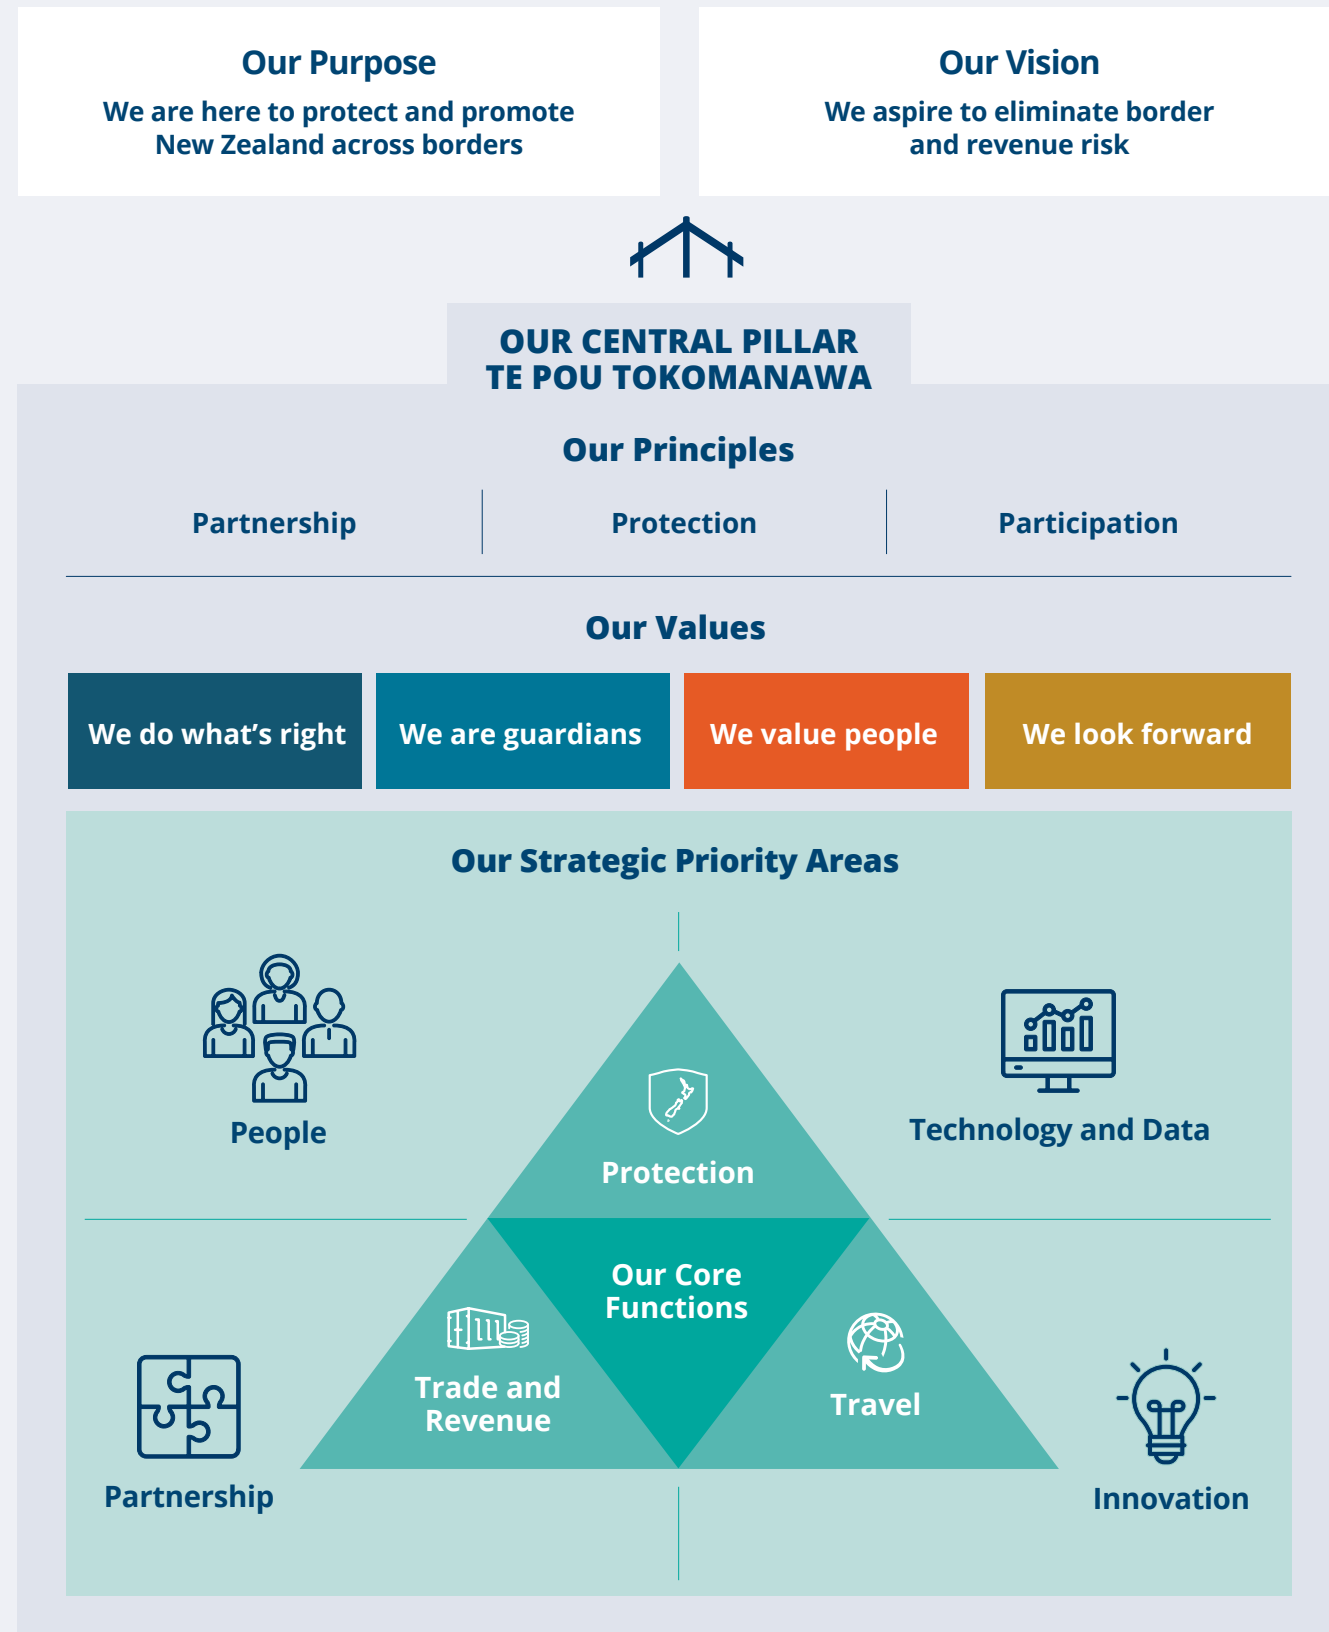 Our Purpose
We are here to protect and promote
New Zealand across borders
Our Vision
We aspire to eliminate border
and revenue risk
OUR CENTRAL PILLAR
TE POU TOKOMANAWA
Our Principles
Partnership
Protection
Participation
Our Values
We do what’s right
We are guardians
We value people
We look forward
Our Strategic Priority Areas
People
Technology and Data
Protection
Our Core
Functions
Trade and
Revenue
Travel
Partnership
Innovation